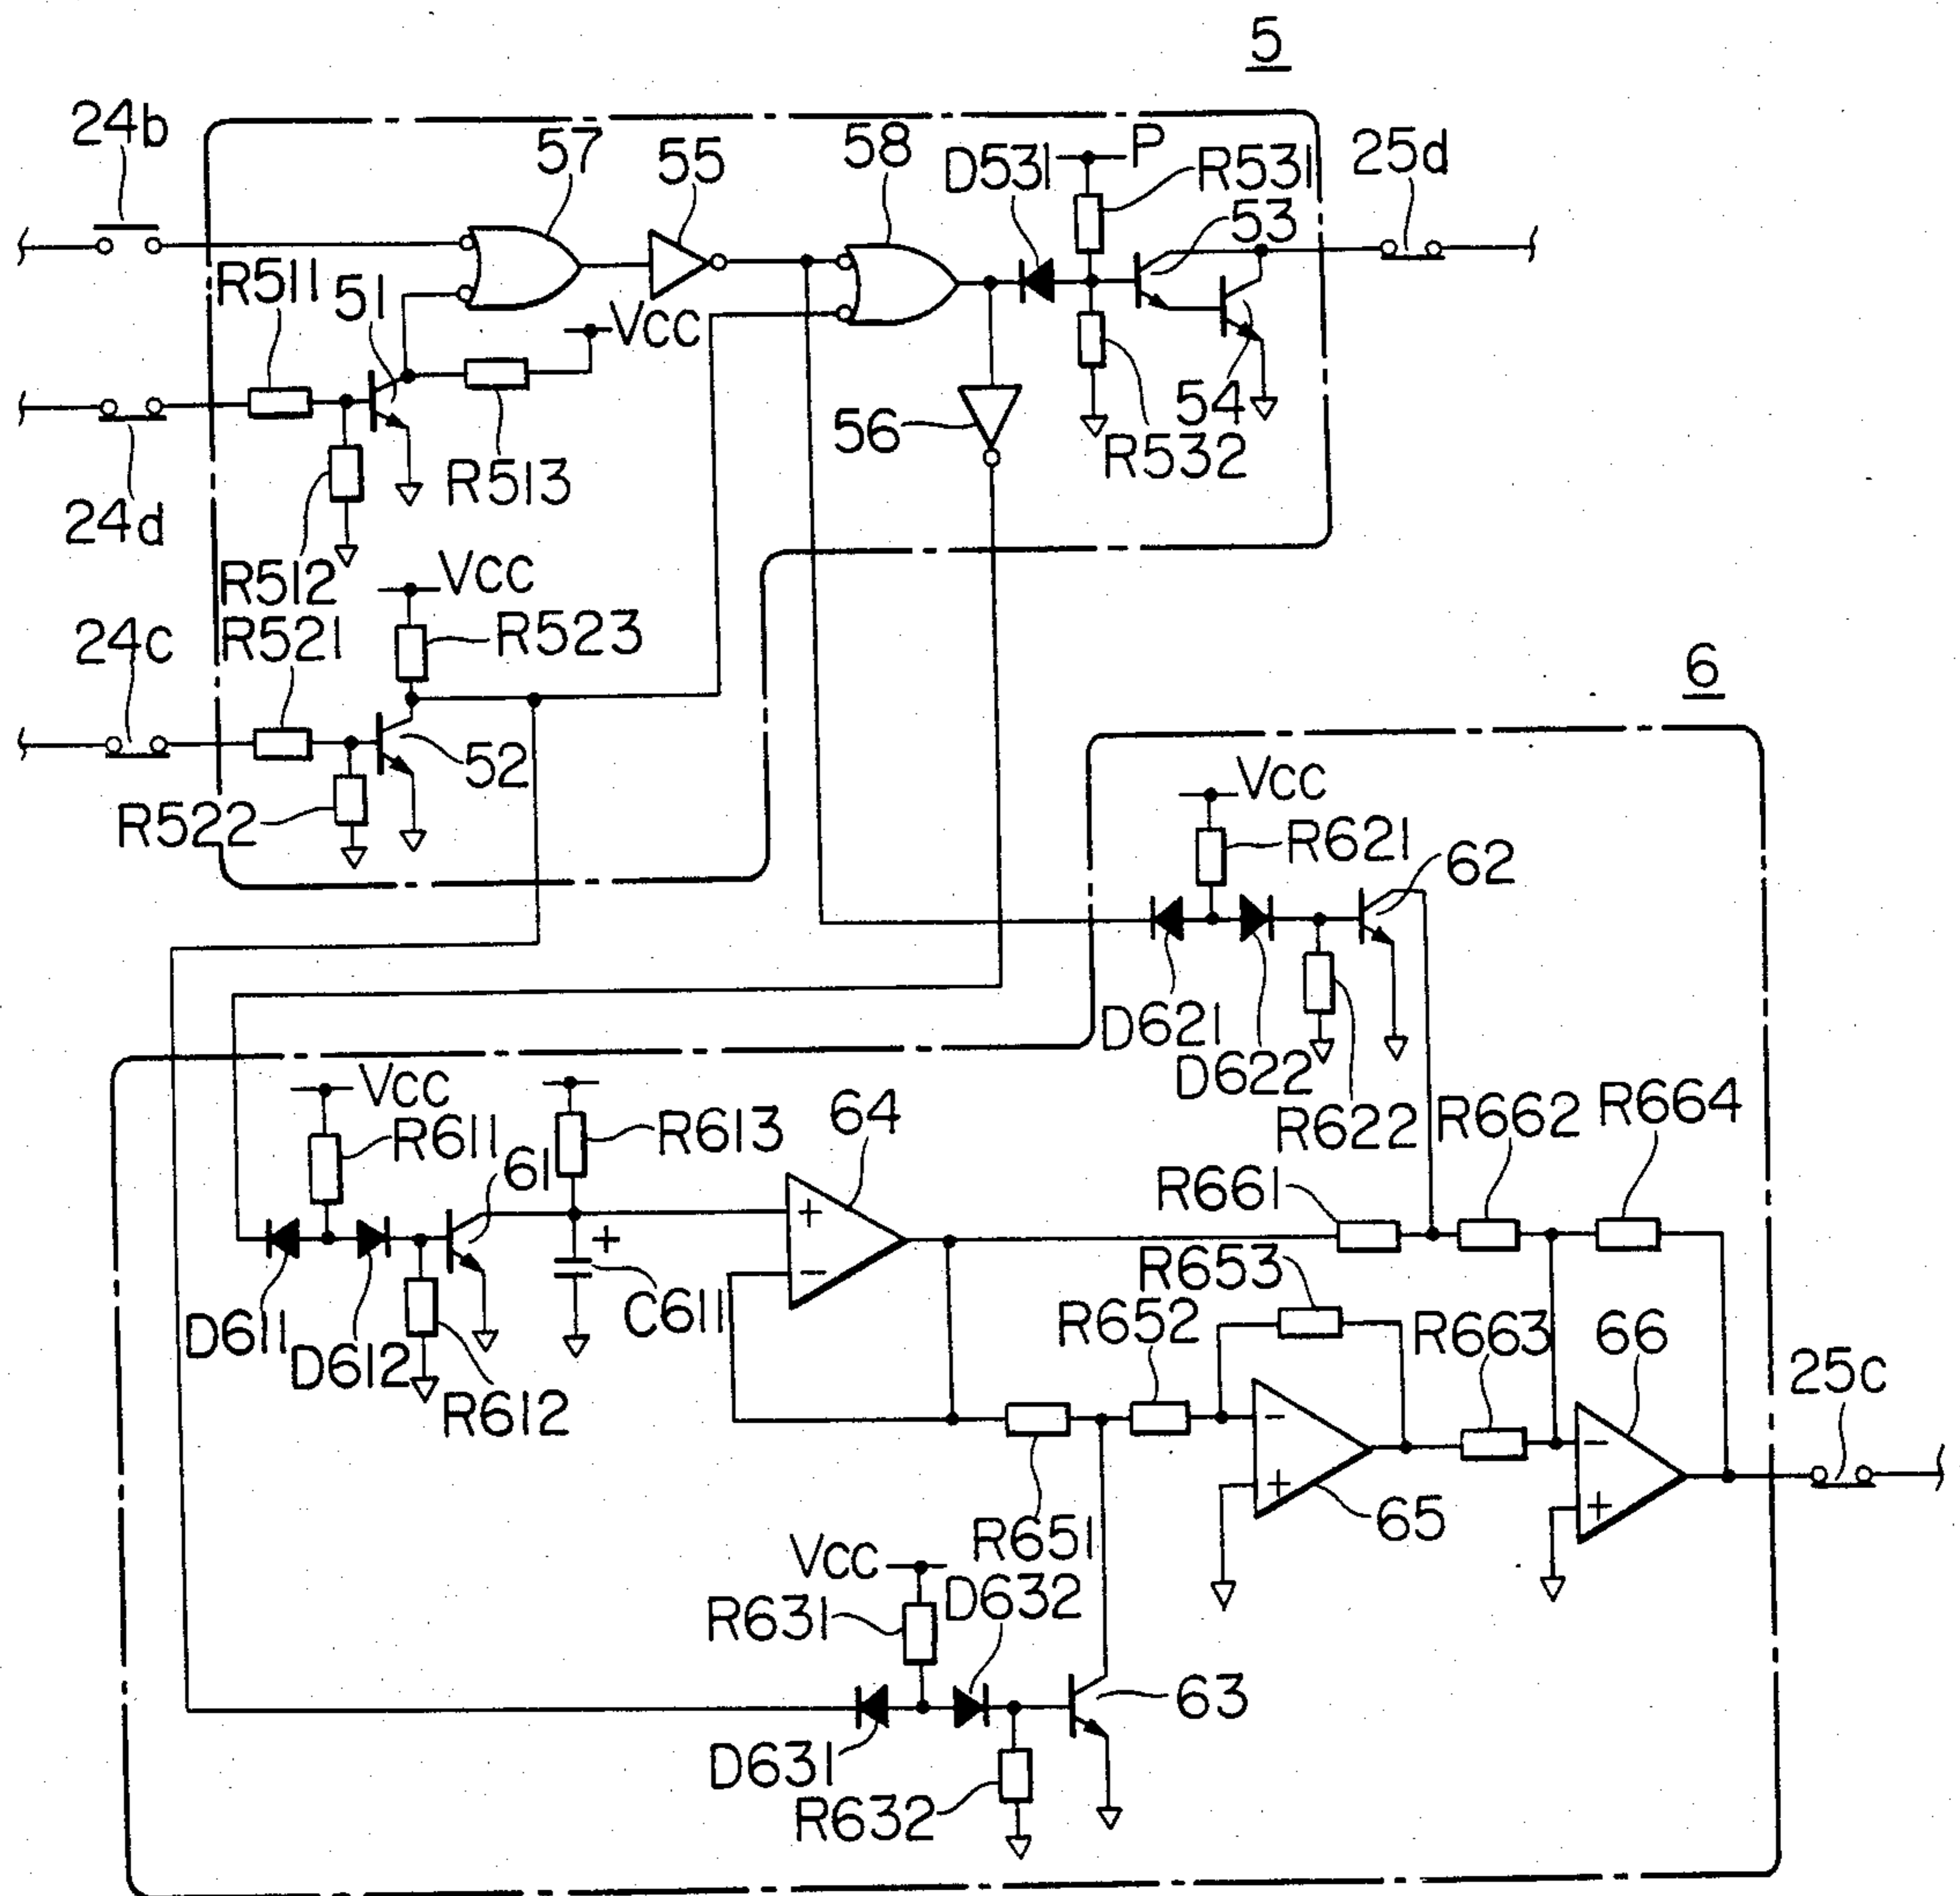 5
24b
57
55
58
D531
P
R531
25d
53
R511
51
VCC
54
56
R532
R513
24d
R512
VCC
R523
24c
R521
52
R522
6
VCC
R621
62
D621
D622
R622
VCC
R611
61
R613
64
R662
R664
R661
+
+
−
C611
D611
D612
R612
R653
R652
R663
66
25c
−
+
−
+
65
R651
VCC
D632
R631
63
D631
R632